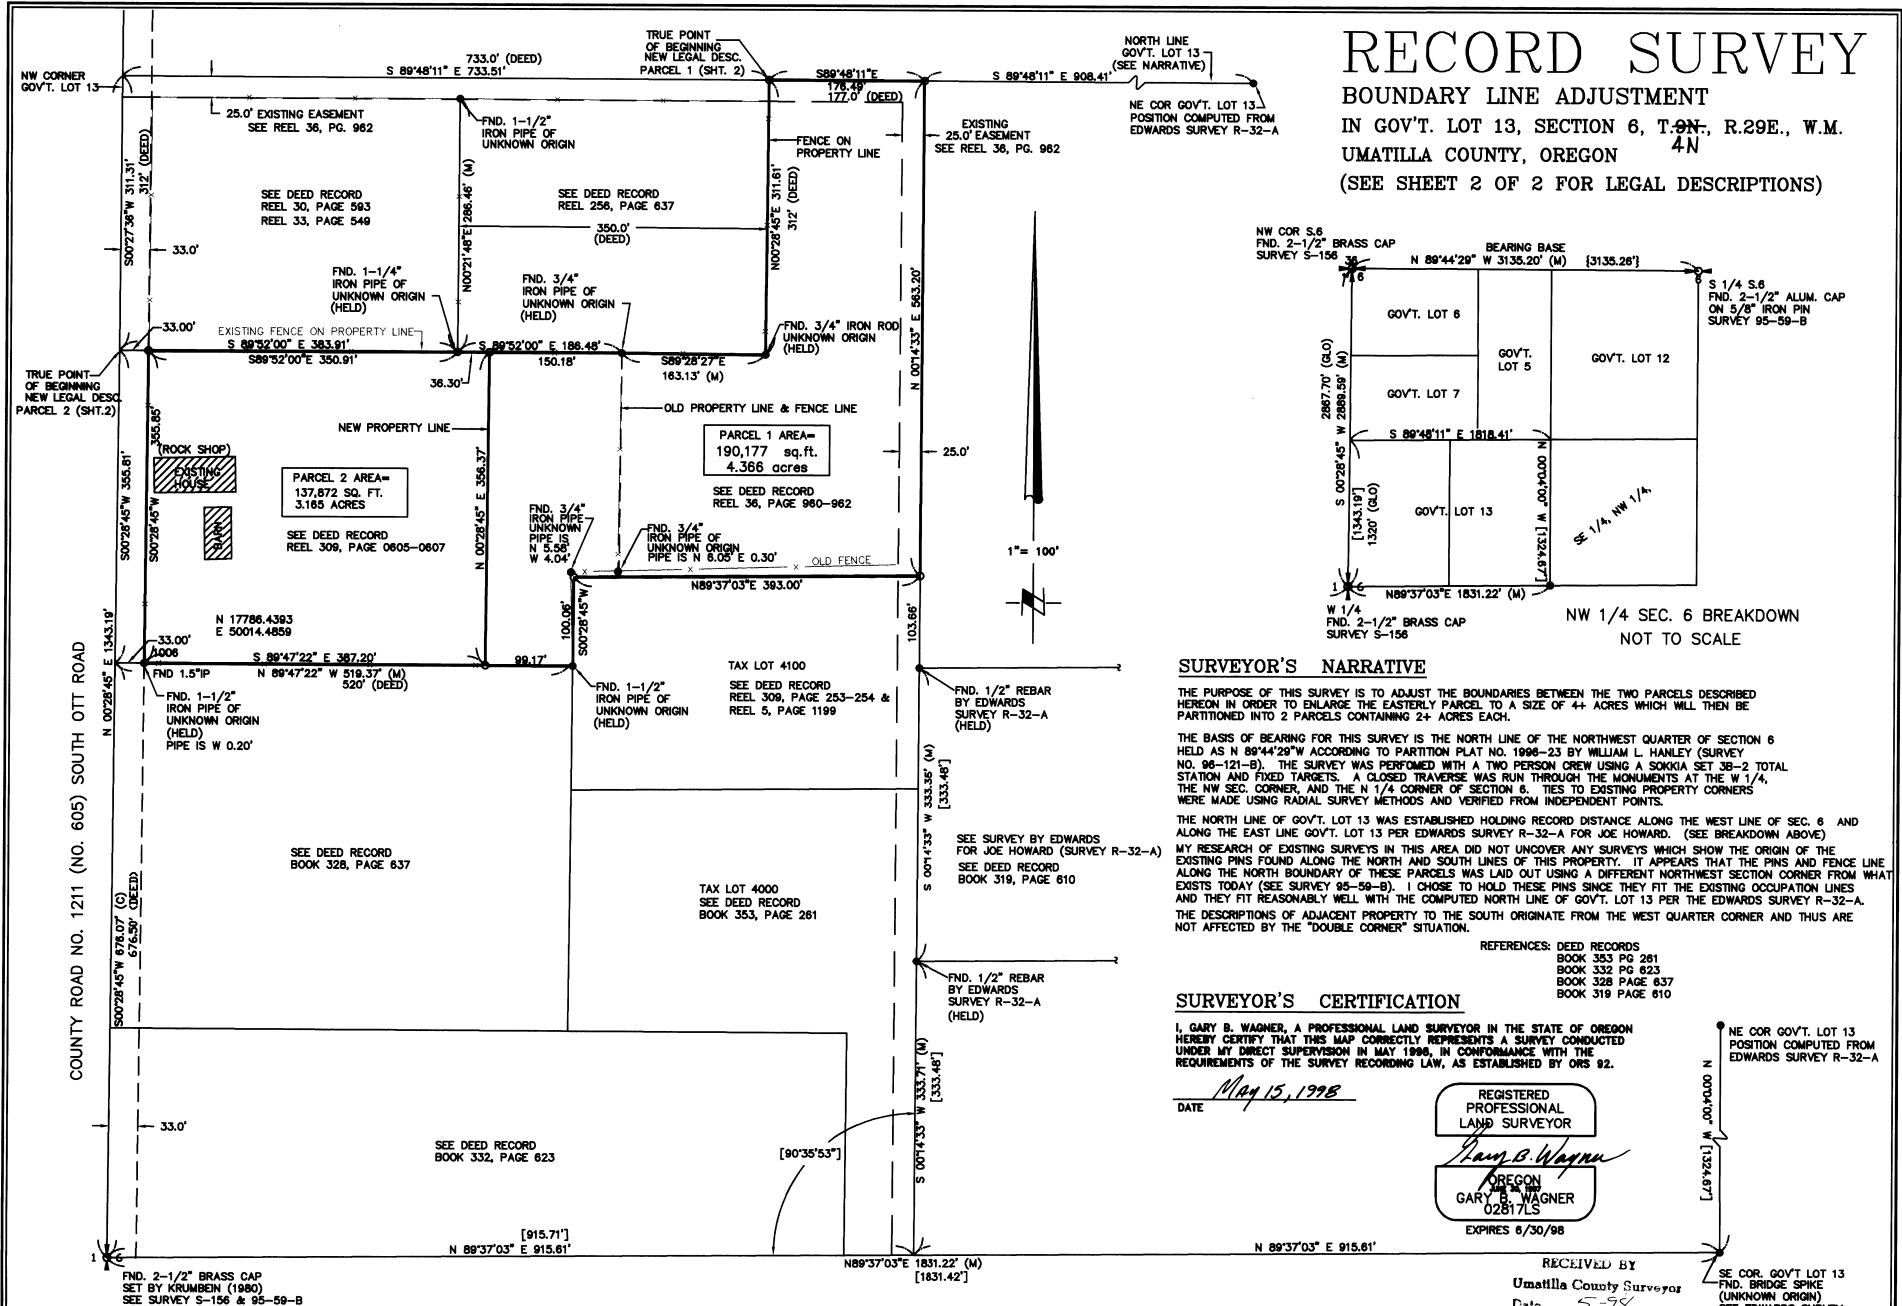 RECORD SURVEY
BOUNDARY LINE ADJUSTMENT
IN GOV'T. LOT 13, SECTION 6, T.9N., R.29E., W.M.
4N
UMATILLA COUNTY, OREGON
(SEE SHEET 2 OF 2 FOR LEGAL DESCRIPTIONS)
NW CORNER
GOV'T. LOT 13
733.0' (DEED)
S 89°48'11" E 733.51'
TRUE POINT
OF BEGINNING
NEW LEGAL DESC.
PARCEL 1 (SHT. 2)
S89°48'11"E
176.49'
177.0' (DEED)
NORTH LINE
GOV'T. LOT 13
(SEE NARRATIVE)
S 89°48'11" E 908.41'
NE COR GOV'T. LOT 13
POSITION COMPUTED FROM
EDWARDS SURVEY R-32-A
25.0' EXISTING EASEMENT
SEE REEL 36, PG. 962
FND. 1-1/2"
IRON PIPE OF
UNKNOWN ORIGIN
FENCE ON
PROPERTY LINE
EXISTING
25.0' EASEMENT
SEE REEL 36, PG. 962
S00°27'36"W 311.31'
312' (DEED)
SEE DEED RECORD
REEL 30, PAGE 593
REEL 33, PAGE 549
N00°21'48"E 286.46' (M)
SEE DEED RECORD
REEL 256, PAGE 637
350.0'
(DEED)
N00°28'45"E 311.61'
312' (DEED)
33.0'
FND. 1-1/4"
IRON PIPE OF
UNKNOWN ORIGIN
(HELD)
FND. 3/4"
IRON PIPE OF
UNKNOWN ORIGIN
(HELD)
FND. 3/4" IRON ROD
UNKNOWN ORIGIN
(HELD)
N 00°14'33" E 563.20'
33.00'
EXISTING FENCE ON PROPERTY LINE
S 89°52'00" E 383.91'
S89°52'00"E 350.91'
S 89°52'00" E 186.48'
150.18'
36.30'
S89°28'27"E
163.13' (M)
TRUE POINT
OF BEGINNING
NEW LEGAL DESC.
PARCEL 2 (SHT.2)
NEW PROPERTY LINE
OLD PROPERTY LINE & FENCE LINE
S00°28'45"W 355.81'
S00°28'45"W 355.85'
(ROCK SHOP)
EXISTING
HOUSE
BARN
PARCEL 2 AREA=
137,872 SQ. FT.
3.165 ACRES
SEE DEED RECORD
REEL 309, PAGE 0605-0607
N 00°28'45" E 356.37'
PARCEL 1 AREA=
190,177 sq.ft.
4.366 acres
SEE DEED RECORD
REEL 36, PAGE 960-962
25.0'
FND. 3/4"
IRON PIPE
UNKNOWN
PIPE IS
N 5.58'
W 4.04'
FND. 3/4"
IRON PIPE OF
UNKNOWN ORIGIN
PIPE IS N 6.05' E 0.30'
OLD FENCE
N89°37'03"E 393.00'
100.06'
S00°28'45"W
103.66'
1"= 100'
N 17786.4393
E 50014.4859
33.00'
1006
FND 1.5"IP
S 89°47'22" E 387.20'
99.17'
N 89°47'22" W 519.37' (M)
520' (DEED)
FND. 1-1/2"
IRON PIPE OF
UNKNOWN ORIGIN
(HELD)
PIPE IS W 0.20'
FND. 1-1/2"
IRON PIPE OF
UNKNOWN ORIGIN
(HELD)
TAX LOT 4100
SEE DEED RECORD
REEL 309, PAGE 253-254 &
REEL 5, PAGE 1199
FND. 1/2" REBAR
BY EDWARDS
SURVEY R-32-A
(HELD)
COUNTY ROAD NO. 1211 (NO. 605) SOUTH OTT ROAD
N 00°28'45" E 1343.19'
S00°28'45"W 676.07' (C)
676.50' (DEED)
SEE DEED RECORD
BOOK 328, PAGE 637
TAX LOT 4000
SEE DEED RECORD
BOOK 353, PAGE 261
S 00°14'33" W 333.36' (M)
[333.48']
SEE SURVEY BY EDWARDS
FOR JOE HOWARD (SURVEY R-32-A)
SEE DEED RECORD
BOOK 319, PAGE 610
FND. 1/2" REBAR
BY EDWARDS
SURVEY R-32-A
(HELD)
33.0'
SEE DEED RECORD
BOOK 332, PAGE 623
[90°35'53"]
S 00°14'33" W 333.71' (M)
[333.48']
[915.71']
N 89°37'03" E 915.61'
N89°37'03"E 1831.22' (M)
[1831.42']
N 89°37'03" E 915.61'
1 6
FND. 2-1/2" BRASS CAP
SET BY KRUMBEIN (1980)
SEE SURVEY S-156 & 95-59-B
NW COR S.6
FND. 2-1/2" BRASS CAP
SURVEY S-156
36
1 6
BEARING BASE
N 89°44'29" W 3135.20' (M) {3135.26'}
S 1/4 S.6
FND. 2-1/2" ALUM. CAP
ON 5/8" IRON PIN
SURVEY 95-59-B
GOV'T. LOT 6
GOV'T.
LOT 5
GOV'T. LOT 12
GOV'T. LOT 7
2867.70' (GLO)
S 00°28'45" W 2889.59' (M)
S 89°48'11" E 1818.41'
[1343.19']
1320' (GLO)
GOV'T. LOT 13
N 00°04'00" W [1324.67']
SE 1/4, NW 1/4,
1 6
N89°37'03"E 1831.22' (M)
W 1/4
FND. 2-1/2" BRASS CAP
SURVEY S-156
NW 1/4 SEC. 6 BREAKDOWN
NOT TO SCALE
SURVEYOR'S NARRATIVE
THE PURPOSE OF THIS SURVEY IS TO ADJUST THE BOUNDARIES BETWEEN THE TWO PARCELS DESCRIBED
HEREON IN ORDER TO ENLARGE THE EASTERLY PARCEL TO A SIZE OF 4+ ACRES WHICH WILL THEN BE
PARTITIONED INTO 2 PARCELS CONTAINING 2+ ACRES EACH.
THE BASIS OF BEARING FOR THIS SURVEY IS THE NORTH LINE OF THE NORTHWEST QUARTER OF SECTION 6
HELD AS N 89°44'29"W ACCORDING TO PARTITION PLAT NO. 1996-23 BY WILLIAM L. HANLEY (SURVEY
NO. 96-121-B). THE SURVEY WAS PERFOMED WITH A TWO PERSON CREW USING A SOKKIA SET 3B-2 TOTAL
STATION AND FIXED TARGETS. A CLOSED TRAVERSE WAS RUN THROUGH THE MONUMENTS AT THE W 1/4,
THE NW SEC. CORNER, AND THE N 1/4 CORNER OF SECTION 6. TIES TO EXISTING PROPERTY CORNERS
WERE MADE USING RADIAL SURVEY METHODS AND VERIFIED FROM INDEPENDENT POINTS.
THE NORTH LINE OF GOV'T. LOT 13 WAS ESTABLISHED HOLDING RECORD DISTANCE ALONG THE WEST LINE OF SEC. 6 AND
ALONG THE EAST LINE GOV'T. LOT 13 PER EDWARDS SURVEY R-32-A FOR JOE HOWARD. (SEE BREAKDOWN ABOVE)
MY RESEARCH OF EXISTING SURVEYS IN THIS AREA DID NOT UNCOVER ANY SURVEYS WHICH SHOW THE ORIGIN OF THE
EXISTING PINS FOUND ALONG THE NORTH AND SOUTH LINES OF THIS PROPERTY. IT APPEARS THAT THE PINS AND FENCE LINE
ALONG THE NORTH BOUNDARY OF THESE PARCELS WAS LAID OUT USING A DIFFERENT NORTHWEST SECTION CORNER FROM WHAT
EXISTS TODAY (SEE SURVEY 95-59-B). I CHOSE TO HOLD THESE PINS SINCE THEY FIT THE EXISTING OCCUPATION LINES
AND THEY FIT REASONABLY WELL WITH THE COMPUTED NORTH LINE OF GOV'T. LOT 13 PER THE EDWARDS SURVEY R-32-A.
THE DESCRIPTIONS OF ADJACENT PROPERTY TO THE SOUTH ORIGINATE FROM THE WEST QUARTER CORNER AND THUS ARE
NOT AFFECTED BY THE "DOUBLE CORNER" SITUATION.
REFERENCES: DEED RECORDS
BOOK 353 PG 261
BOOK 332 PG 623
BOOK 328 PAGE 637
BOOK 319 PAGE 610
SURVEYOR'S CERTIFICATION
I, GARY B. WAGNER, A PROFESSIONAL LAND SURVEYOR IN THE STATE OF OREGON
HEREBY CERTIFY THAT THIS MAP CORRECTLY REPRESENTS A SURVEY CONDUCTED
UNDER MY DIRECT SUPERVISION IN MAY 1998, IN CONFORMANCE WITH THE
REQUIREMENTS OF THE SURVEY RECORDING LAW, AS ESTABLISHED BY ORS 92.
May 15, 1998
DATE
REGISTERED
PROFESSIONAL
LAND SURVEYOR
Gary B. Wagner
OREGON
GARY B. WAGNER
02817LS
EXPIRES 6/30/98
NE COR GOV'T. LOT 13
POSITION COMPUTED FROM
EDWARDS SURVEY R-32-A
N 00°04'00" W [1324.67']
RECEIVED BY
Umatilla County Surveyor
Date 5-98
SE COR. GOV'T LOT 13
FND. BRIDGE SPIKE
(UNKNOWN ORIGIN)
SEE EDWARDS SURVEY